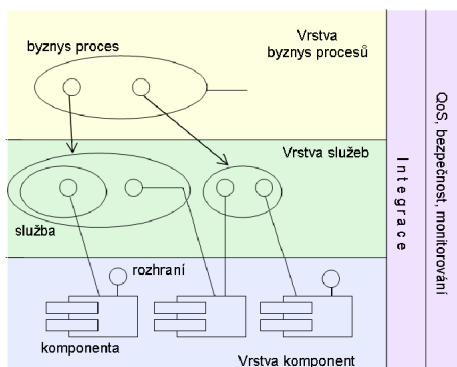 byznys proces
Vrstva
byznys procesů
Vrstva služeb
služba
rozhraní
komponenta
Vrstva komponent
Integrace
QoS, bezpečnost, monitorování